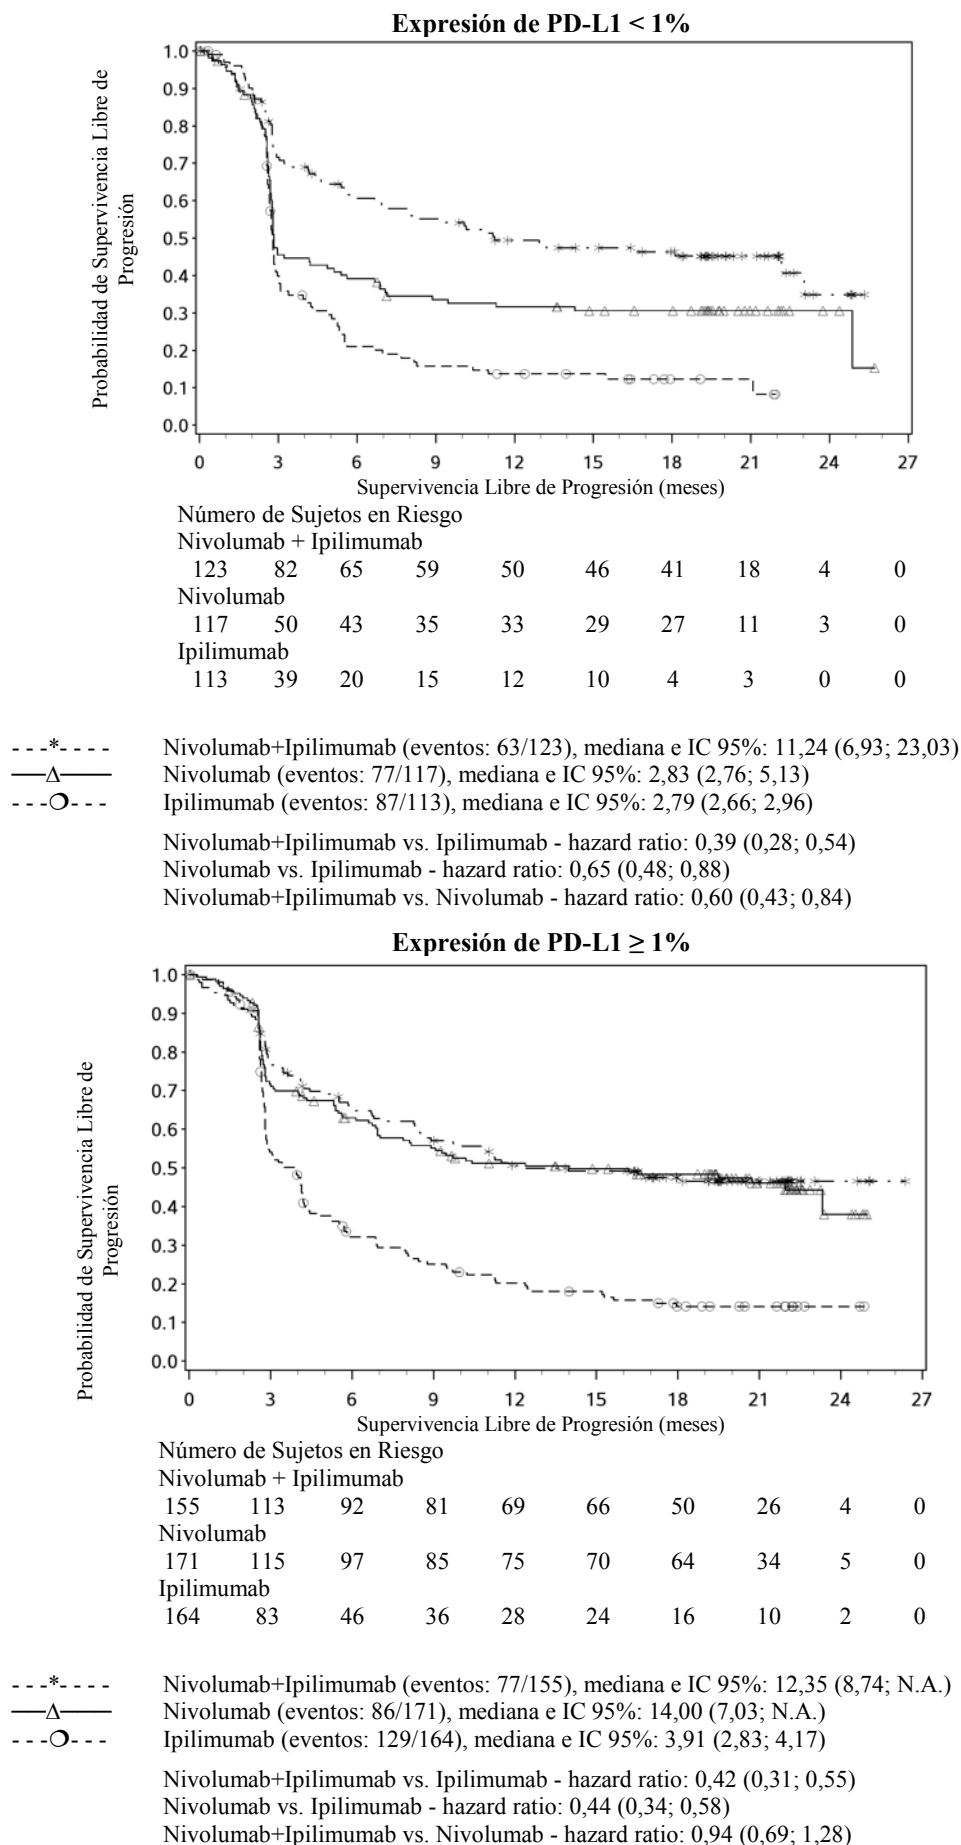 Expresión de PD-L1 < 1%
Probabilidad de Supervivencia Libre de
Progresión
1.0
0.9
0.8
0.7
0.6
0.5
0.4
0.3
0.2
0.1
0.0
0 3 6 9 12 15 18 21 24 27
Supervivencia Libre de Progresión (meses)
Número de Sujetos en Riesgo
Nivolumab + Ipilimumab
123 82 65 59 50 46 41 18 4 0
Nivolumab
117 50 43 35 33 29 27 11 3 0
Ipilimumab
113 39 20 15 12 10 4 3 0 0
- - -*- - - - Nivolumab+Ipilimumab (eventos: 63/123), mediana e IC 95%: 11,24 (6,93; 23,03)
——Δ—— Nivolumab (eventos: 77/117), mediana e IC 95%: 2,83 (2,76; 5,13)
- - -❍- - - Ipilimumab (eventos: 87/113), mediana e IC 95%: 2,79 (2,66; 2,96)
Nivolumab+Ipilimumab vs. Ipilimumab - hazard ratio: 0,39 (0,28; 0,54)
Nivolumab vs. Ipilimumab - hazard ratio: 0,65 (0,48; 0,88)
Nivolumab+Ipilimumab vs. Nivolumab - hazard ratio: 0,60 (0,43; 0,84)
Expresión de PD-L1 ≥ 1%
Probabilidad de Supervivencia Libre de
Progresión
1.0
0.9
0.8
0.7
0.6
0.5
0.4
0.3
0.2
0.1
0.0
0 3 6 9 12 15 18 21 24 27
Supervivencia Libre de Progresión (meses)
Número de Sujetos en Riesgo
Nivolumab + Ipilimumab
155 113 92 81 69 66 50 26 4 0
Nivolumab
171 115 97 85 75 70 64 34 5 0
Ipilimumab
164 83 46 36 28 24 16 10 2 0
- - -*- - - - Nivolumab+Ipilimumab (eventos: 77/155), mediana e IC 95%: 12,35 (8,74; N.A.)
——Δ—— Nivolumab (eventos: 86/171), mediana e IC 95%: 14,00 (7,03; N.A.)
- - -❍- - - Ipilimumab (eventos: 129/164), mediana e IC 95%: 3,91 (2,83; 4,17)
Nivolumab+Ipilimumab vs. Ipilimumab - hazard ratio: 0,42 (0,31; 0,55)
Nivolumab vs. Ipilimumab - hazard ratio: 0,44 (0,34; 0,58)
Nivolumab+Ipilimumab vs. Nivolumab - hazard ratio: 0,94 (0,69; 1,28)